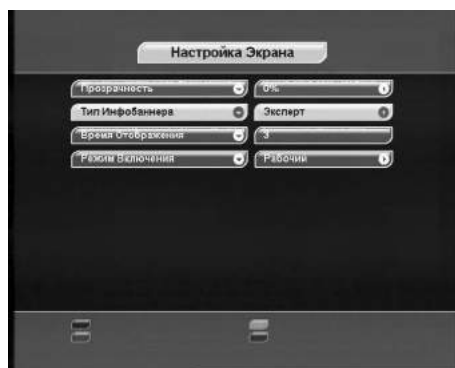 Настройка Экрана
Прозрачность 0%
Тип Инфобаннера Эксперт
Время Отображения 3
Режим Включения Рабочий